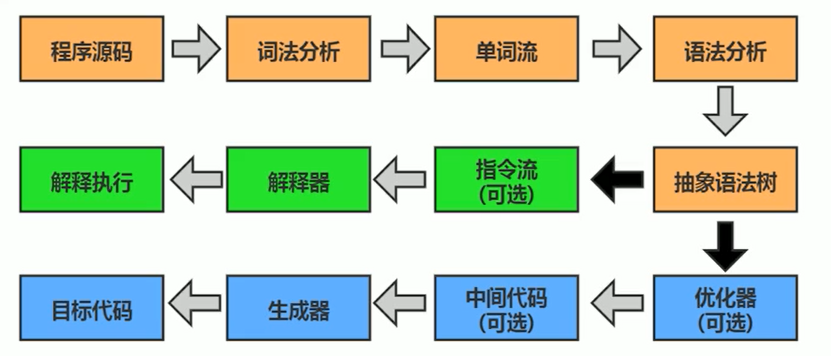 程序源码
词法分析
单词流
语法分析
解释执行
解释器
指令流
(可选)
抽象语法树
目标代码
生成器
中间代码
(可选)
优化器
(可选)